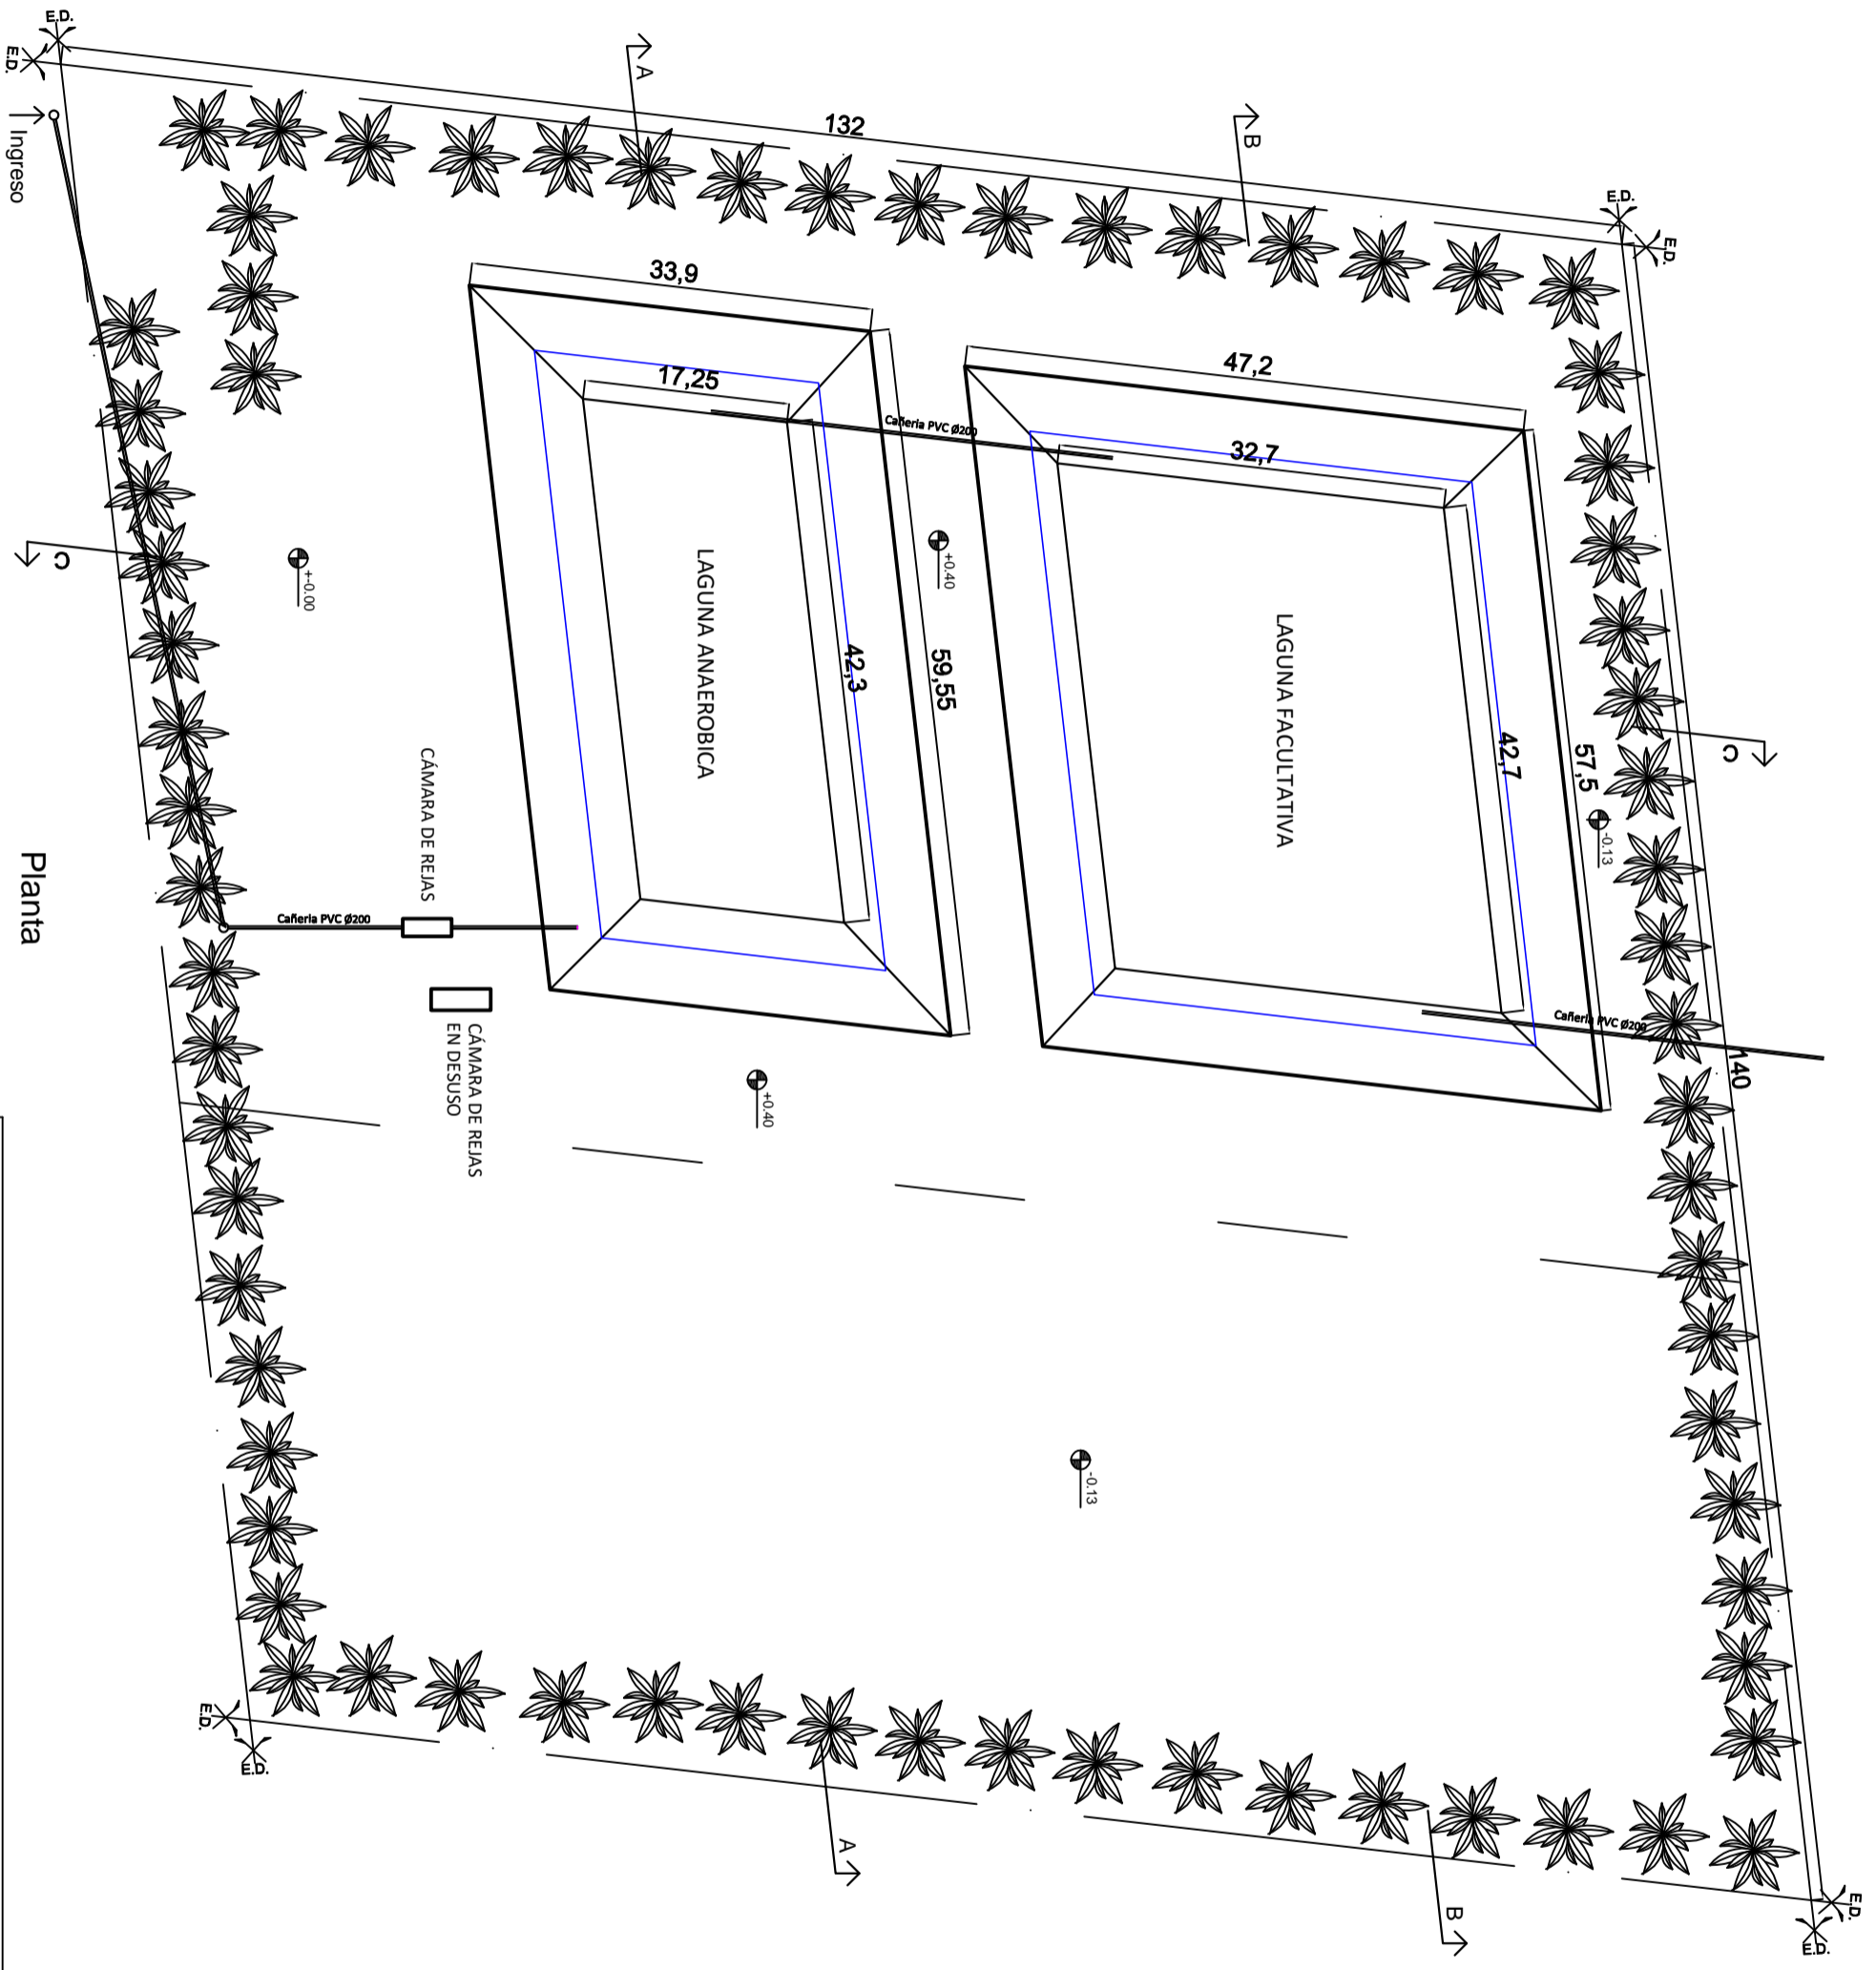 E.D.
E.D.
Ingreso
A
132
B
E.D.
E.D.
33,9
17,25
Cañeria PVC Ø200
47,2
32,7
C
+-0.00
LAGUNA ANAEROBICA
42,3
59,55
+0.40
LAGUNA FACULTATIVA
42,7
57,5
-0.13
C
CÁMARA DE REJAS
Cañeria PVC Ø200
CÁMARA DE REJAS
EN DESUSO
+0.40
Cañeria PVC Ø200
140
-0.13
Planta
E.D.
E.D.
A
B
E.D.
E.D.